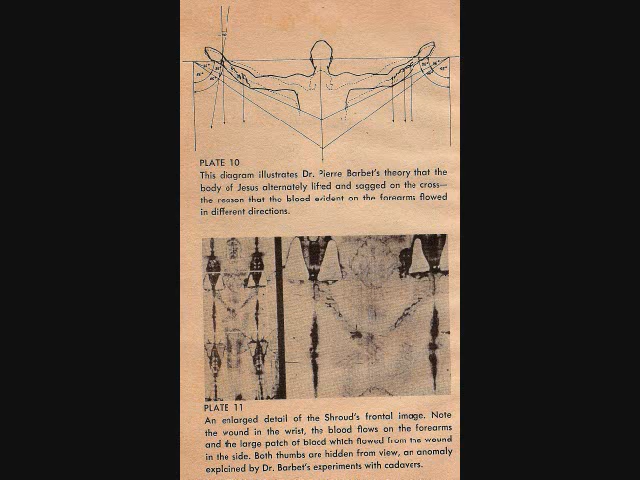 PLATE 10
This diagram illustrates Dr. Pierre Barbet's theory that the
body of Jesus alternately lifted and sagged on the cross—
the reason that the blood evident on the forearms flowed
in different directions.
PLATE 11
An enlarged detail of the Shroud's frontal image. Note
the wound in the wrist, the blood flows on the forearms
and the large patch of blood which flowed from the wound
in the side. Both thumbs are hidden from view, an anomaly
explained by Dr. Barbet's experiments with cadavers.